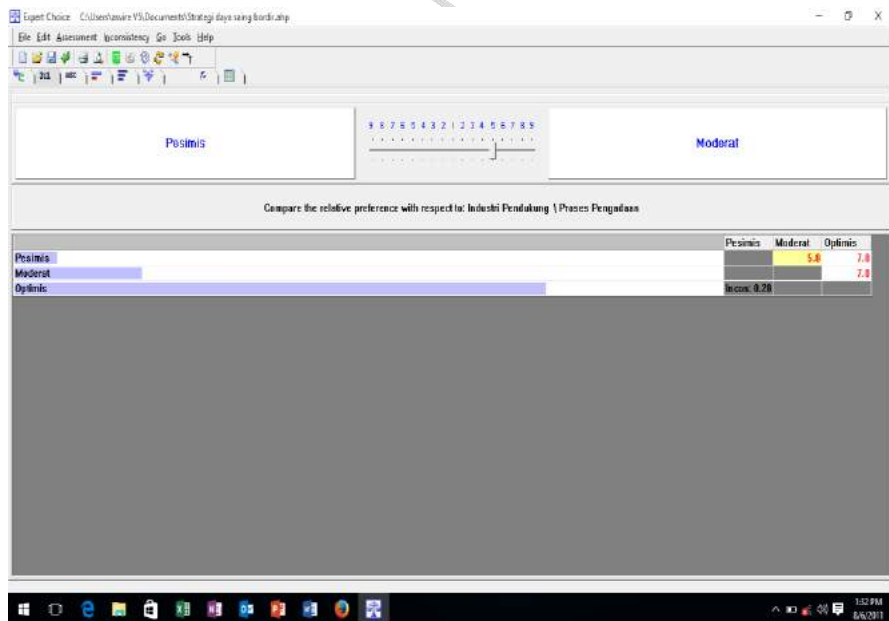 Expert Choice C:\Users\asvire V5\Documents\Strategi daya saing bordir.ahp
File Edit Assessment Inconsistency Go Tools Help
9 8 7 6 5 4 3 2 1 2 3 4 5 6 7 8 9
Pesimis
Moderat
Compare the relative preference with respect to: Industri Pendukung \ Proses Pengadaan
Pesimis Moderat Optimis
Pesimis 5.0 7.0
Moderat 7.0
Optimis Incon: 0.28
1:52 PM